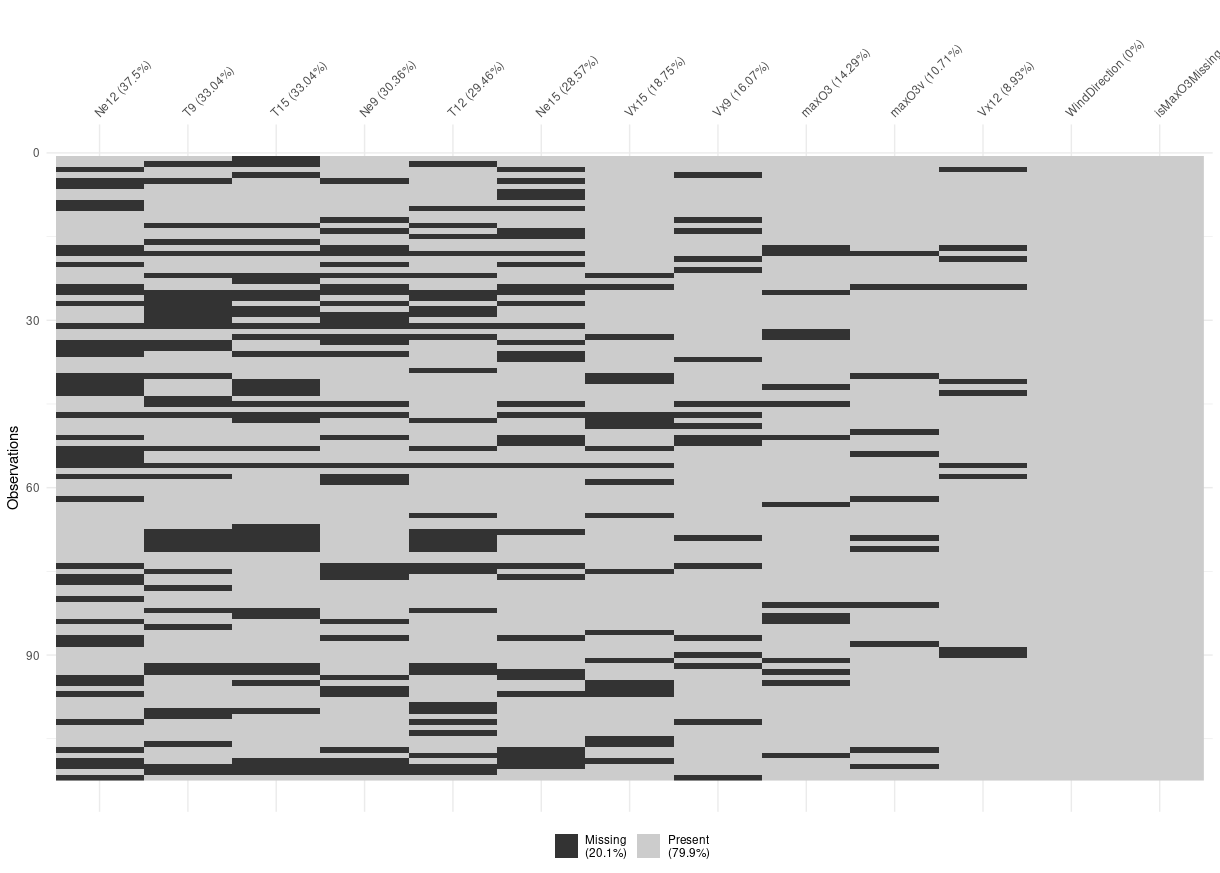 Ne12 (37.5%)
T9 (33.04%)
T15 (33.04%)
Ne9 (30.36%)
T12 (29.46%)
Ne15 (28.57%)
Vx15 (18.75%)
Vx9 (16.07%)
maxO3 (14.29%)
maxO3v (10.71%)
Vx12 (8.93%)
WindDirection (0%)
IsMaxO3Missing
0
30
60
90
Observations
Missing
(20.1%)
Present
(79.9%)